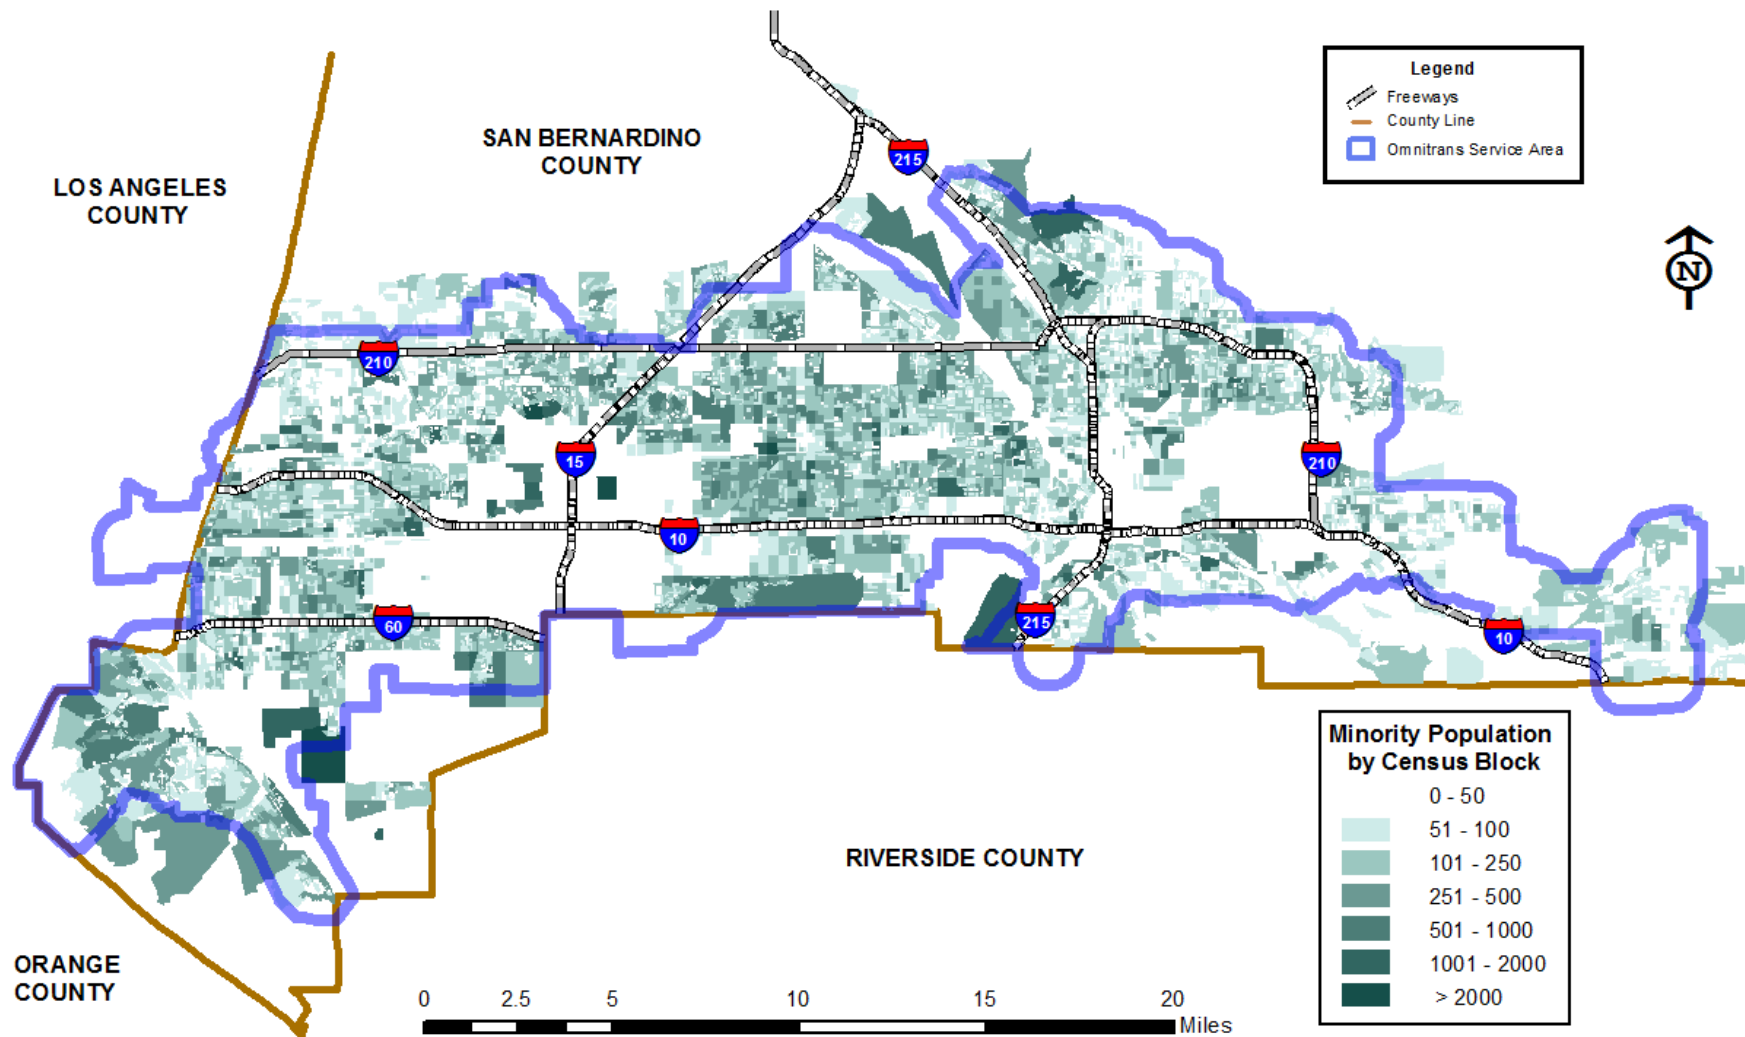 Legend
Freeways
County Line
Omnitrans Service Area
SAN BERNARDINO
COUNTY
LOS ANGELES
COUNTY
215
N
210
15
210
10
60
215
10
Minority Population
by Census Block
0 - 50
51 - 100
101 - 250
251 - 500
501 - 1000
1001 - 2000
> 2000
RIVERSIDE COUNTY
ORANGE
COUNTY
0 2.5 5 10 15 20
Miles